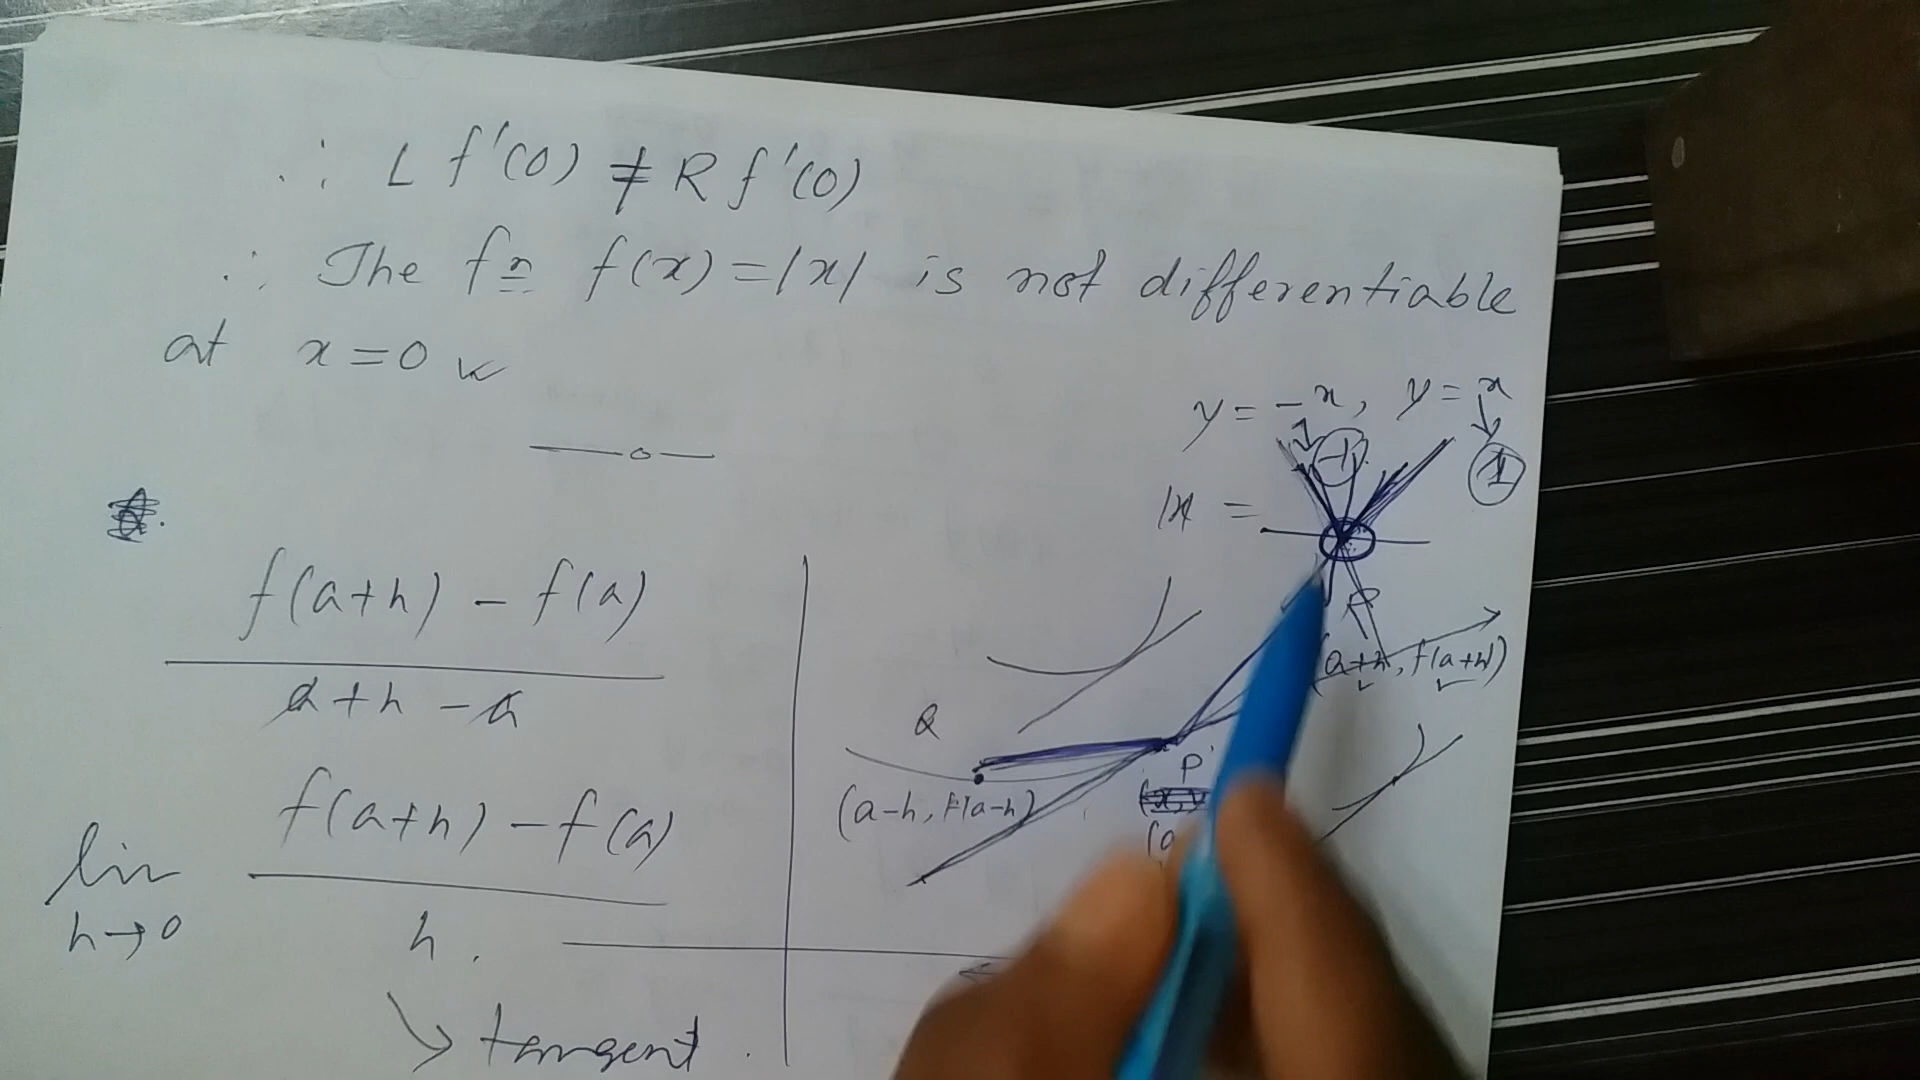 ∴ L f'(0) ≠ R f'(0)
∴ The fn f(x) = |x| is not differentiable
at x = 0
y = -x, y = x
-1
1
|x| =
f(a+h) - f(a)
a+h - a
R
(a+h, f(a+h))
Q
P
(a-h, f(a-h))
lim h→0 f(a+h) - f(a)
h .
tangent .